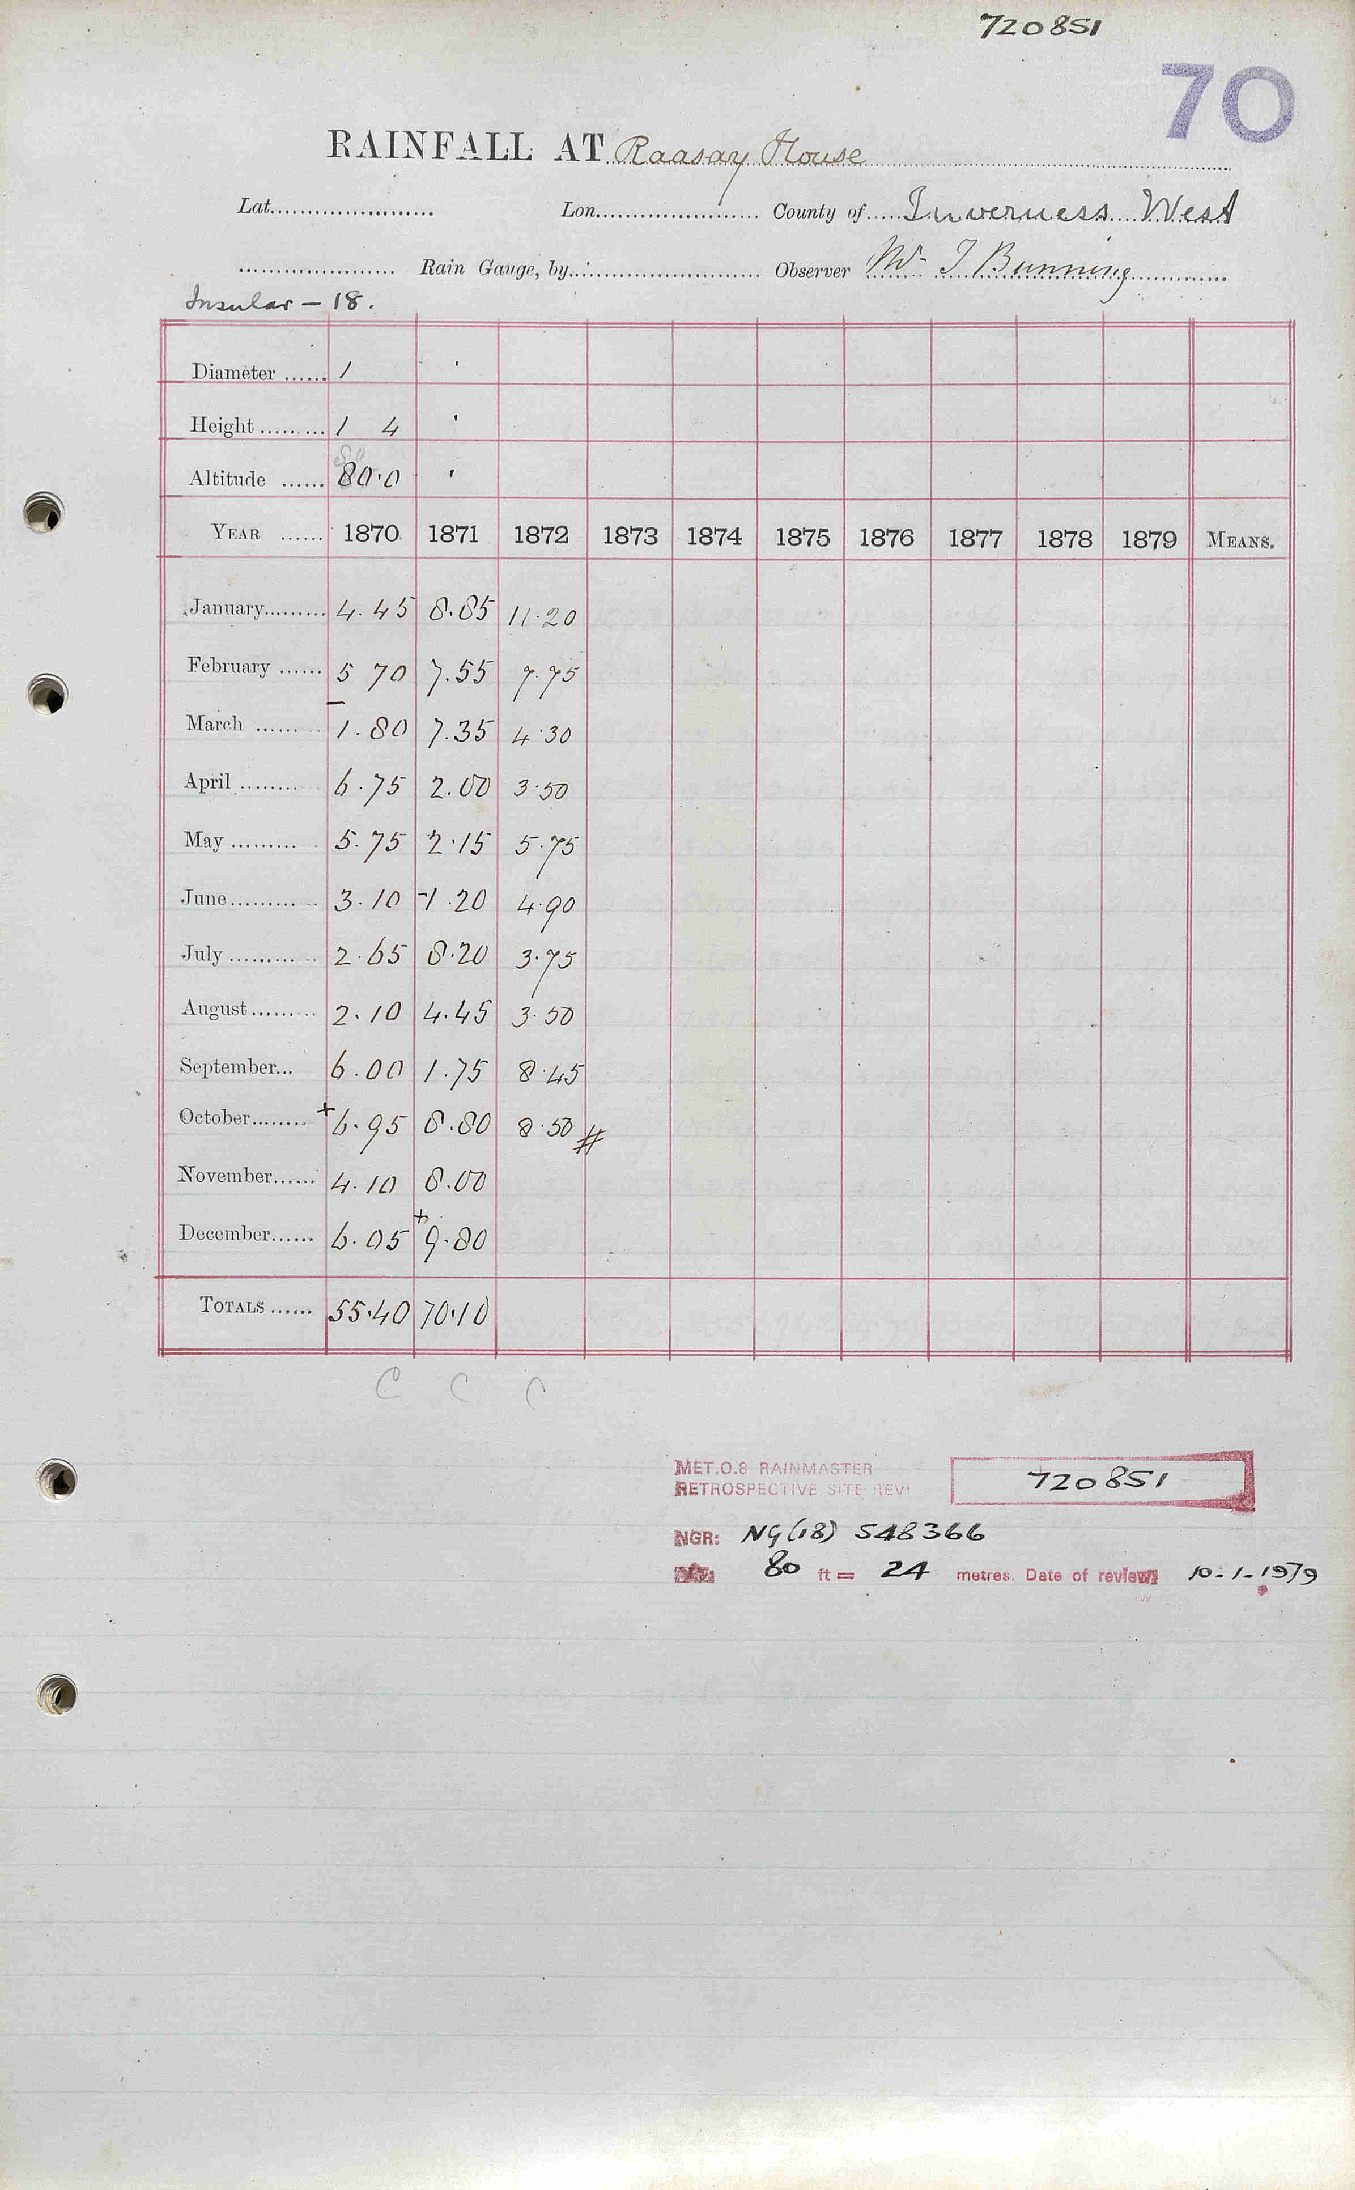 720851
70
RAINFALL AT Raasay House
Lat. Lon. County of Inverness West
Rain Gauge, by Observer Mr J Bunning
Insular – 18.
Diameter 1 '
Height 1 4 '
Altitude 80.0 '
YEAR 1870 1871 1872 1873 1874 1875 1876 1877 1878 1879 MEANS.
January 4.45 8.85 11.20
February 5 70 7.55 7.75
March 1.80 7.35 4.30
April 6.75 2.00 3.50
May 5.75 2.15 5.75
June 3.10 1.20 4.90
July 2.65 8.20 3.75
August 2.10 4.45 3.50
September 6.00 1.75 8.45
October +6.95 8.80 8.50 #
November 4.10 8.00
December 6.05 +9.80
TOTALS 55.40 70.10
C C C
MET.O.8 RAINMASTER
RETROSPECTIVE SITE REVI 720851
NGR: NG(18) 548366
80 ft = 24 metres. Date of review 10-1-1979